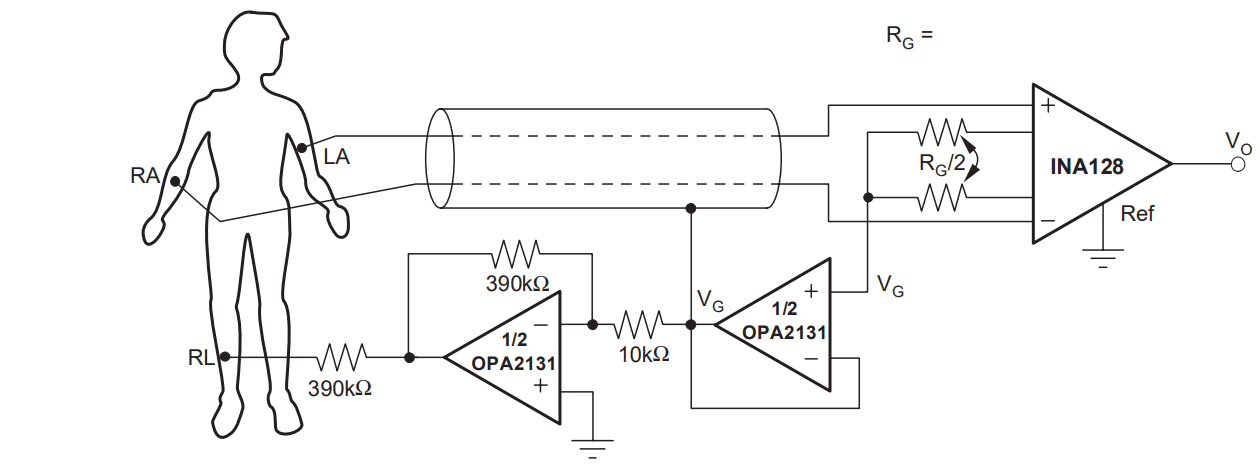 R_G =
LA
RA
R_G/2
+
INA128
−
V_O
Ref
390kΩ
V_G
+
V_G
1/2
OPA2131
−
−
1/2
OPA2131
+
10kΩ
RL
390kΩ